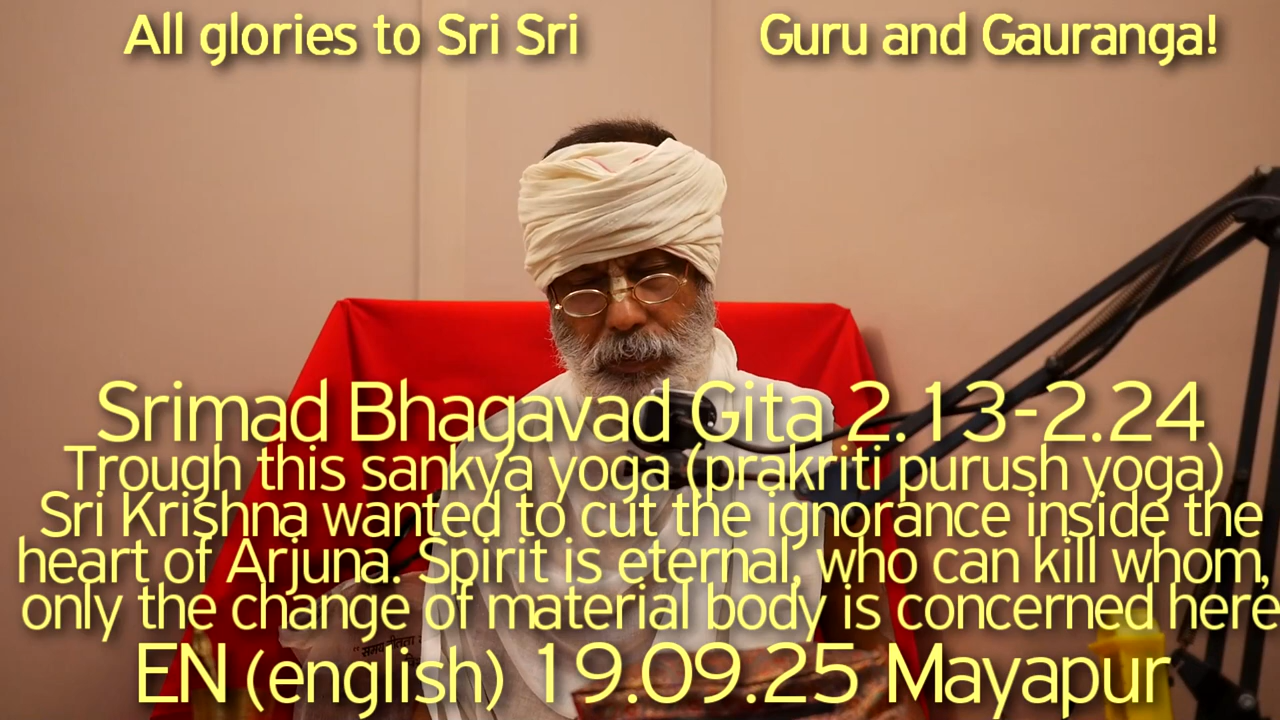 All glories to Sri Sri Guru and Gauranga!
Srimad Bhagavad Gita 2.13-2.24
Trough this sankya yoga (prakriti purush yoga)
Sri Krishna wanted to cut the ignorance inside the
heart of Arjuna. Spirit is eternal, who can kill whom,
only the change of material body is concerned here
EN (english) 19.09.25 Mayapur